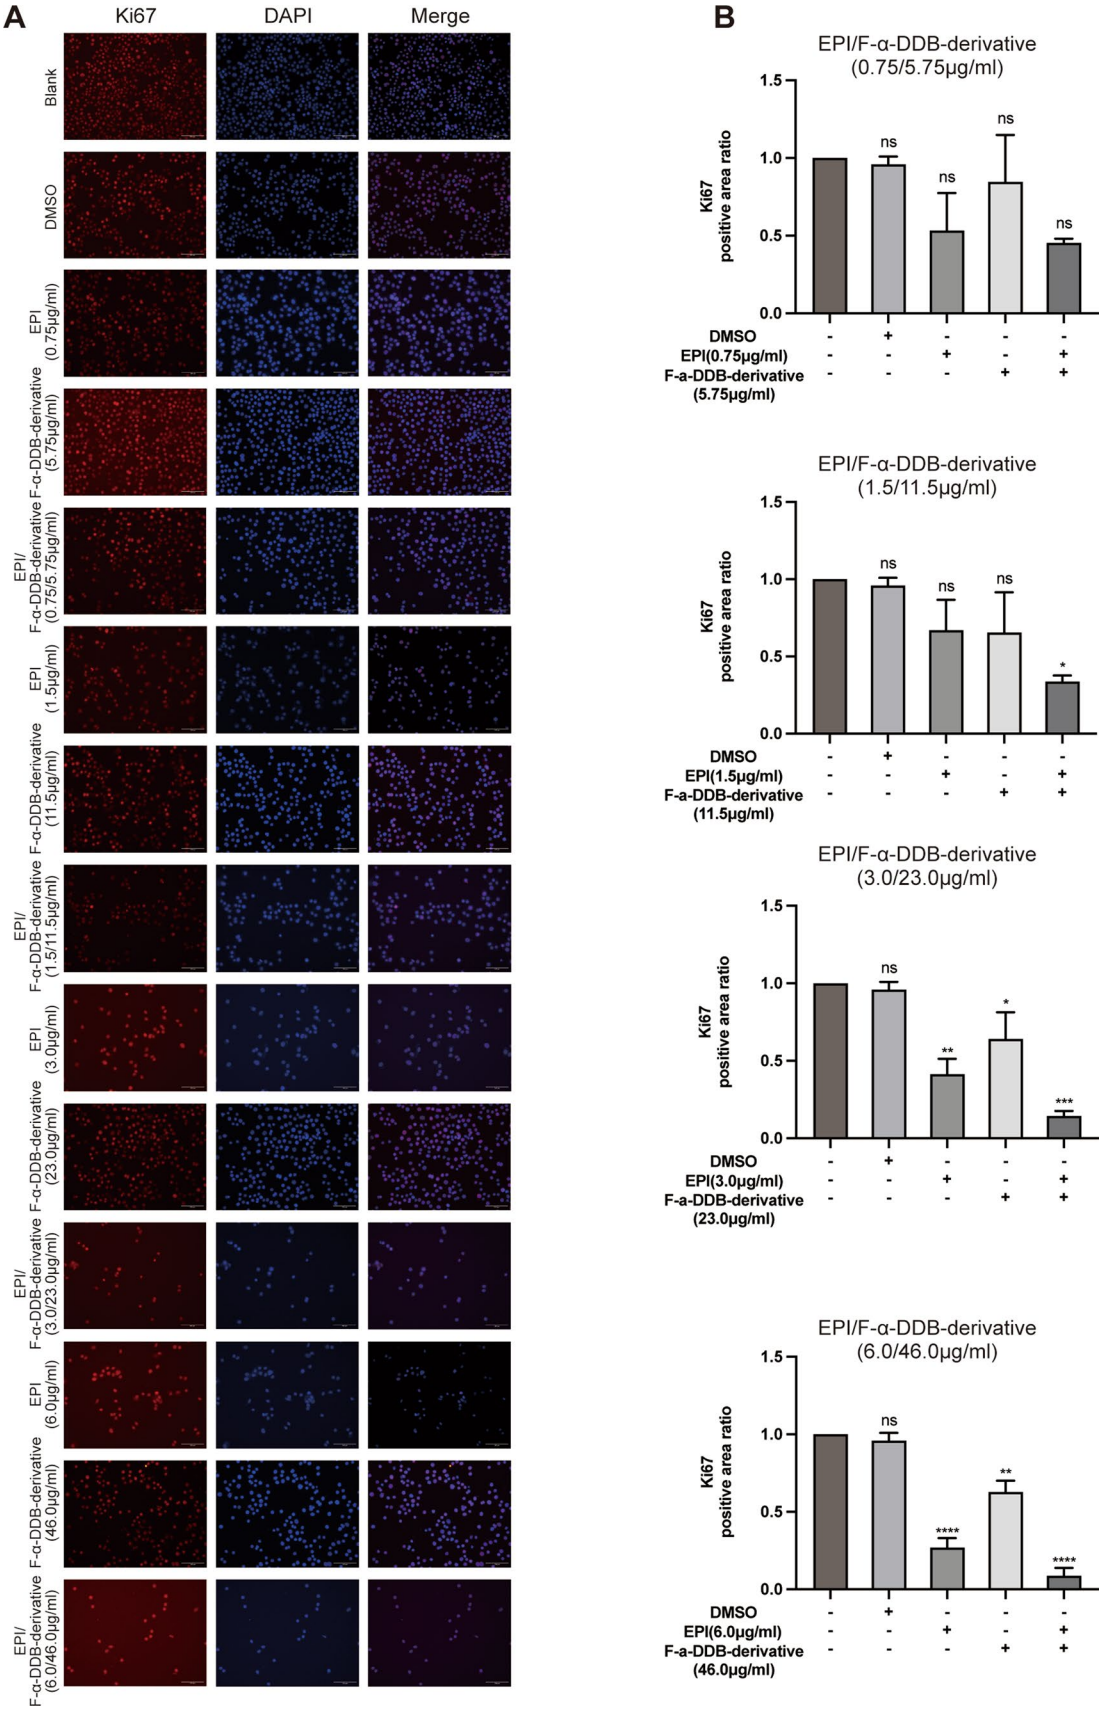 A
Ki67 DAPI Merge
Blank
DMSO
EPI
(0.75µg/ml)
F-α-DDB-derivative
(5.75µg/ml)
EPI/
F-α-DDB-derivative
(0.75/5.75µg/ml)
EPI
(1.5µg/ml)
F-α-DDB-derivative
(11.5µg/ml)
EPI/
F-α-DDB-derivative
(1.5/11.5µg/ml)
EPI
(3.0µg/ml)
F-α-DDB-derivative
(23.0µg/ml)
EPI/
F-α-DDB-derivative
(3.0/23.0µg/ml)
EPI
(6.0µg/ml)
F-α-DDB-derivative
(46.0µg/ml)
EPI/
F-α-DDB-derivative
(6.0/46.0µg/ml)
B
EPI/F-α-DDB-derivative
(0.75/5.75µg/ml)
Ki67
positive area ratio
1.5
1.0
0.5
0.0
ns ns ns ns
DMSO - + - - -
EPI(0.75µg/ml) - - + - +
F-a-DDB-derivative - - - + +
(5.75µg/ml)
EPI/F-α-DDB-derivative
(1.5/11.5µg/ml)
Ki67
positive area ratio
1.5
1.0
0.5
0.0
ns ns ns *
DMSO - + - - -
EPI(1.5µg/ml) - - + - +
F-a-DDB-derivative - - - + +
(11.5µg/ml)
EPI/F-α-DDB-derivative
(3.0/23.0µg/ml)
Ki67
positive area ratio
1.5
1.0
0.5
0.0
ns ** * ***
DMSO - + - - -
EPI(3.0µg/ml) - - + - +
F-a-DDB-derivative - - - + +
(23.0µg/ml)
EPI/F-α-DDB-derivative
(6.0/46.0µg/ml)
Ki67
positive area ratio
1.5
1.0
0.5
0.0
ns **** ** ****
DMSO - + - - -
EPI(6.0µg/ml) - - + - +
F-a-DDB-derivative - - - + +
(46.0µg/ml)